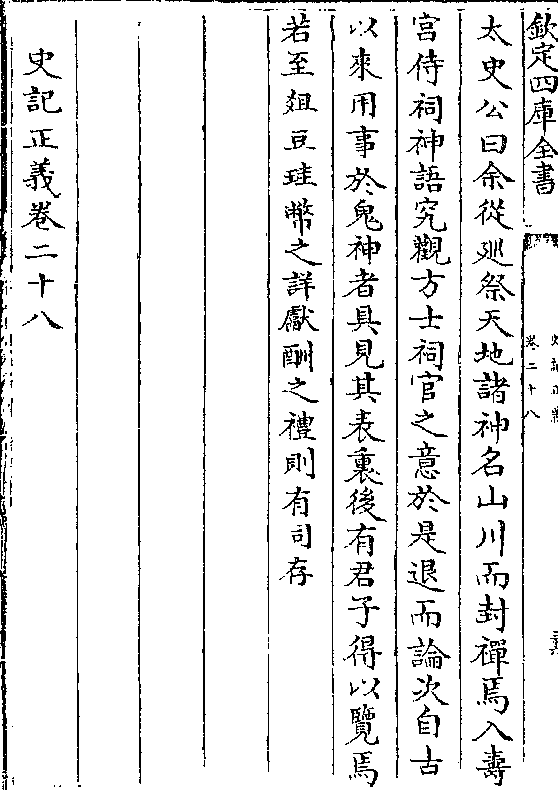 欽定四庫全書
史記正義
卷二十八
太史公曰余從廵祭天地諸神名山川而封禪焉入壽
宮侍祠神語究觀方士祠官之意於是退而論次自古
以來用事於鬼神者具見其表裏後有君子得以覽焉
若至爼豆珪幣之詳獻酬之禮則有司存
史記正義卷二十八